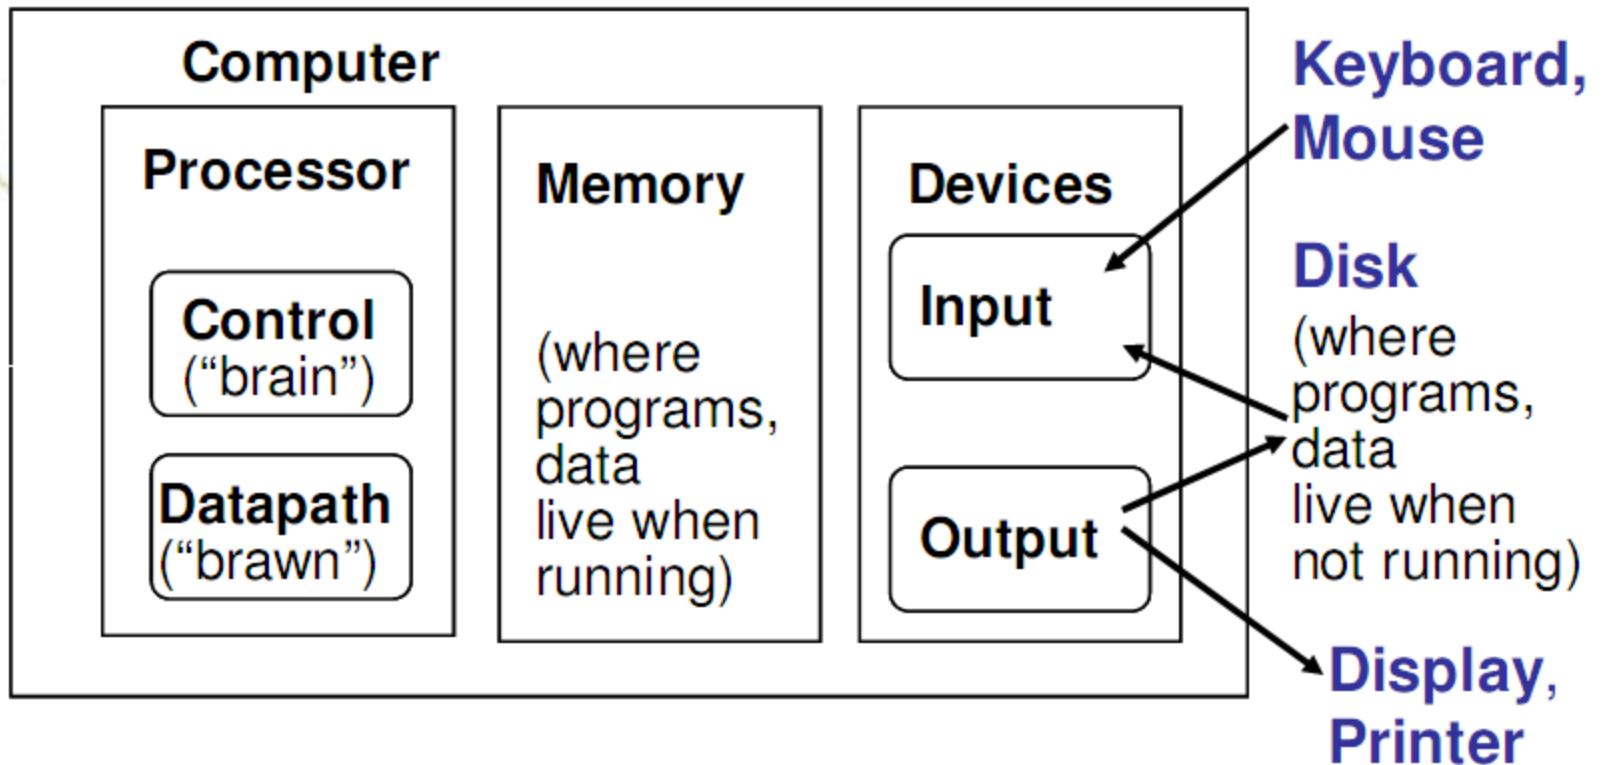 Computer
Processor
Control
(“brain”)
Datapath
(“brawn”)
Memory
(where
programs,
data
live when
running)
Devices
Input
Output
Keyboard,
Mouse
Disk
(where
programs,
data
live when
not running)
Display,
Printer